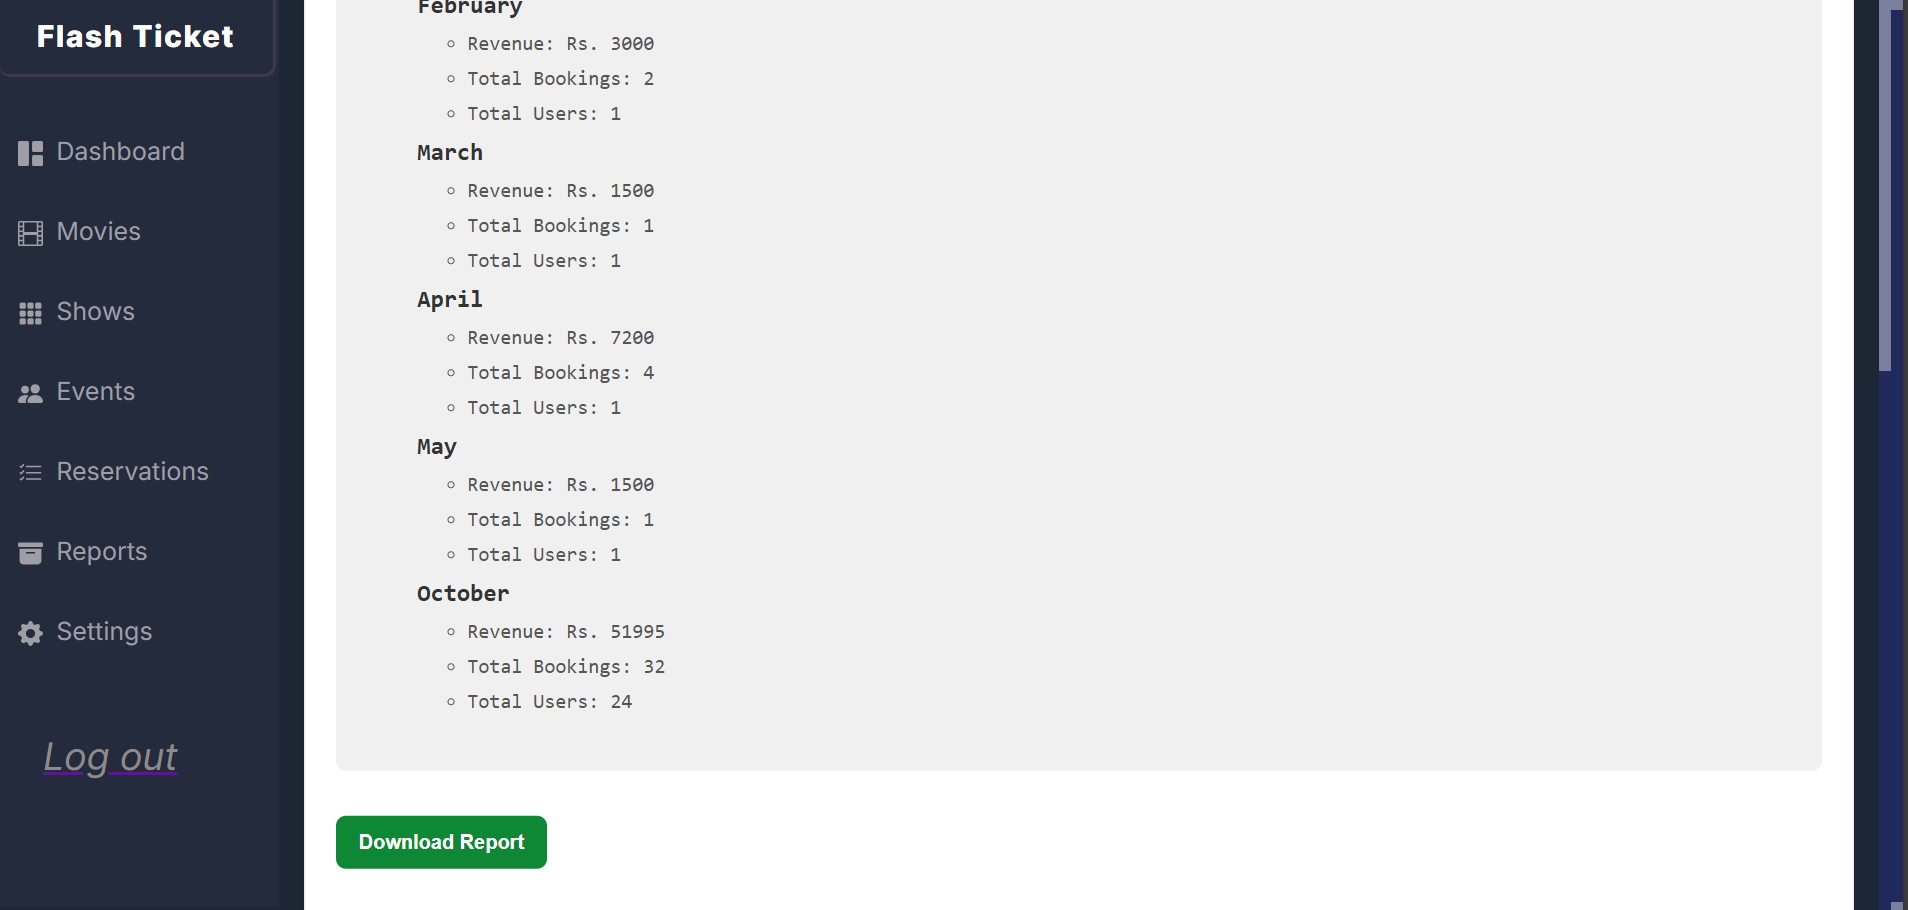 Flash Ticket
Dashboard
Movies
Shows
Events
Reservations
Reports
Settings
Log out
February
Revenue: Rs. 3000
Total Bookings: 2
Total Users: 1
March
Revenue: Rs. 1500
Total Bookings: 1
Total Users: 1
April
Revenue: Rs. 7200
Total Bookings: 4
Total Users: 1
May
Revenue: Rs. 1500
Total Bookings: 1
Total Users: 1
October
Revenue: Rs. 51995
Total Bookings: 32
Total Users: 24
Download Report